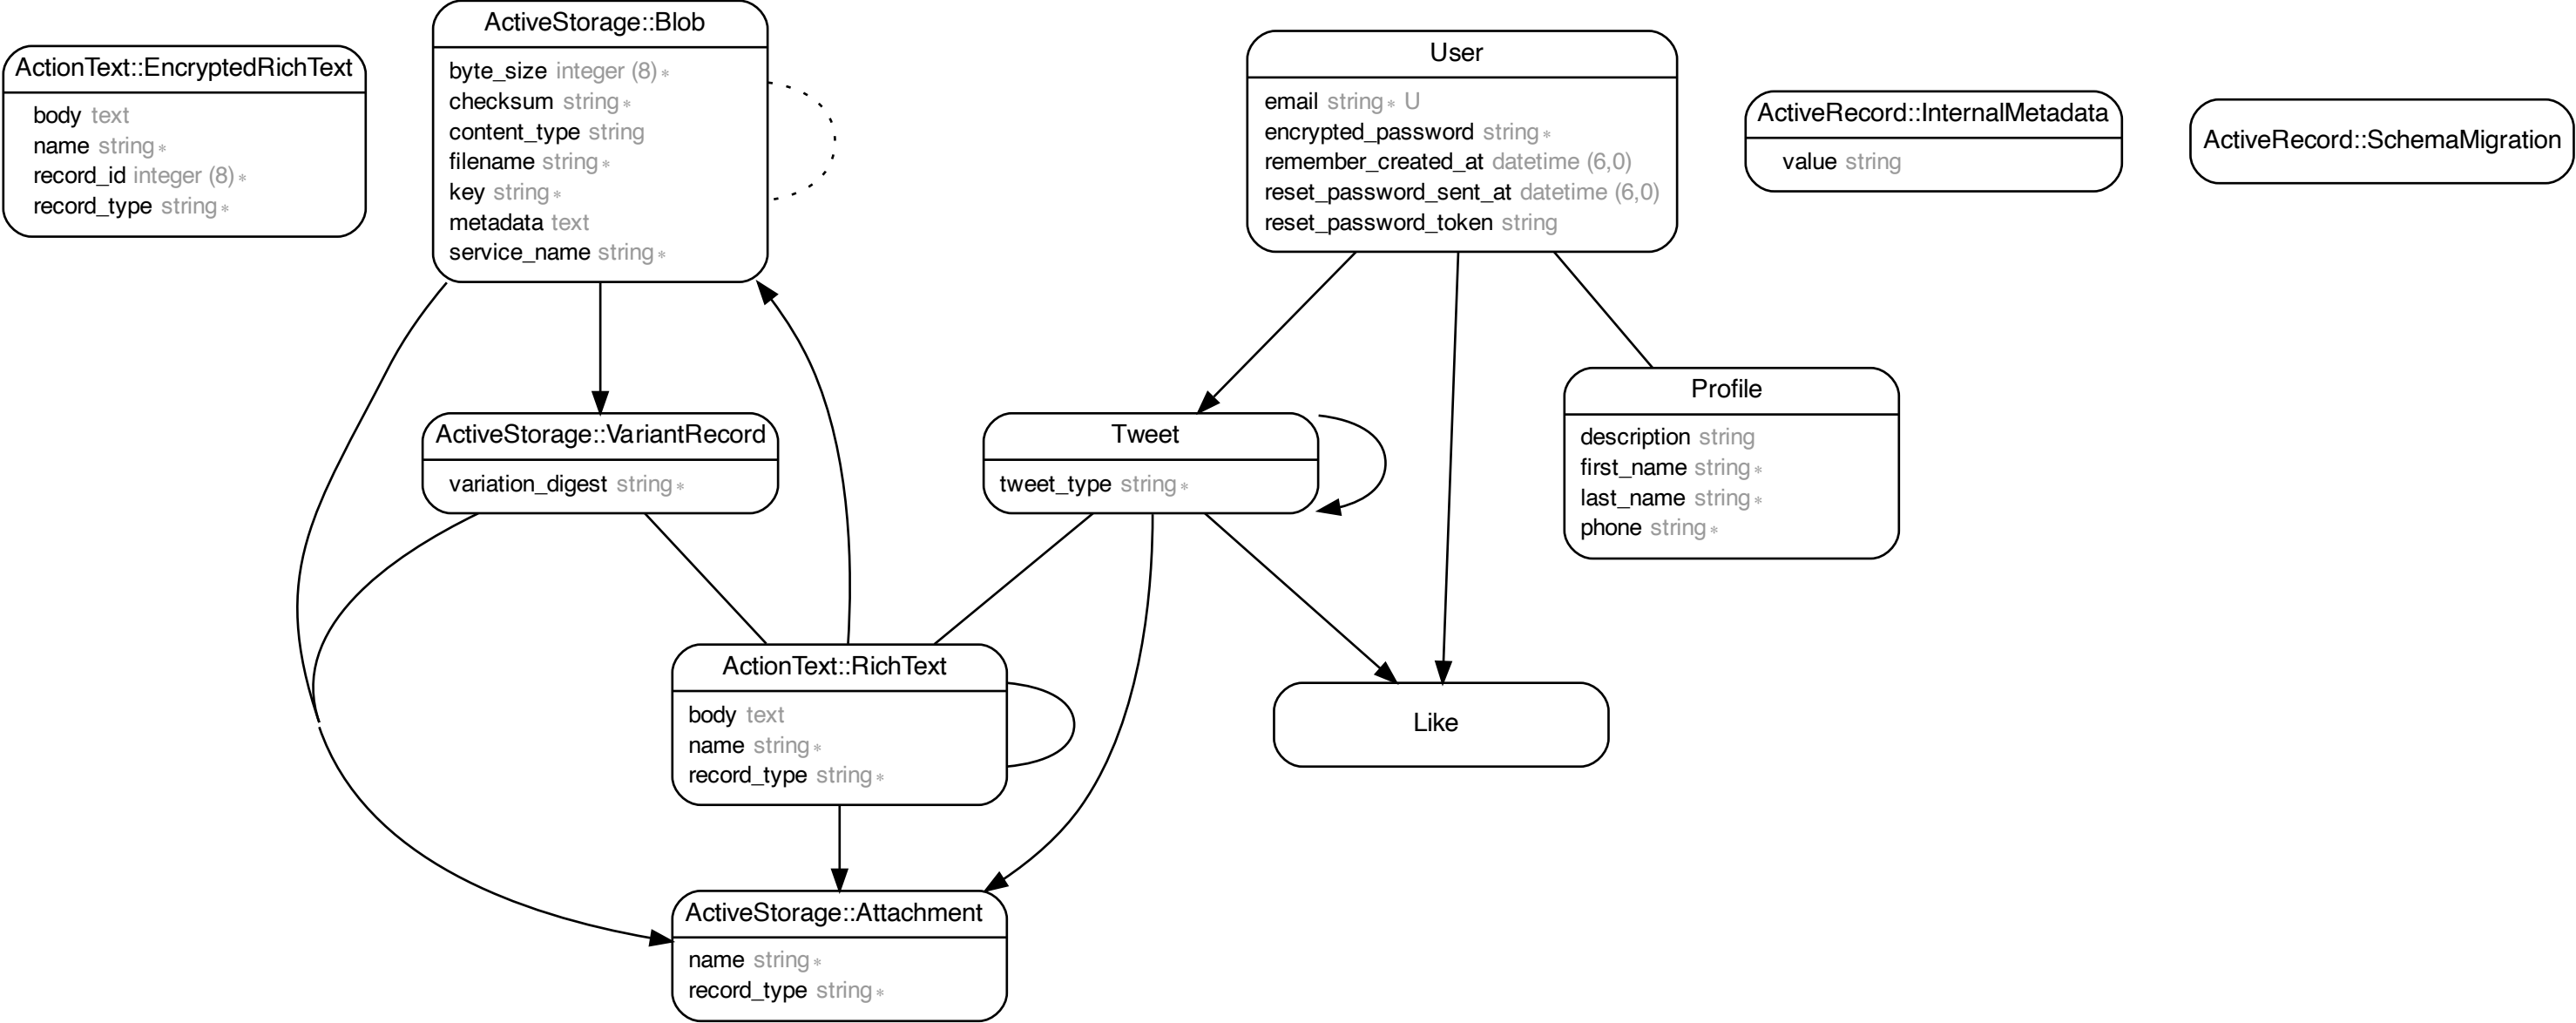 ActionText::EncryptedRichText
body text
name string *
record_id integer (8) *
record_type string *
ActiveStorage::Blob
byte_size integer (8) *
checksum string *
content_type string
filename string *
key string *
metadata text
service_name string *
User
email string * U
encrypted_password string *
remember_created_at datetime (6,0)
reset_password_sent_at datetime (6,0)
reset_password_token string
ActiveRecord::InternalMetadata
value string
ActiveRecord::SchemaMigration
ActiveStorage::VariantRecord
variation_digest string *
Tweet
tweet_type string *
Profile
description string
first_name string *
last_name string *
phone string *
ActionText::RichText
body text
name string *
record_type string *
Like
ActiveStorage::Attachment
name string *
record_type string *